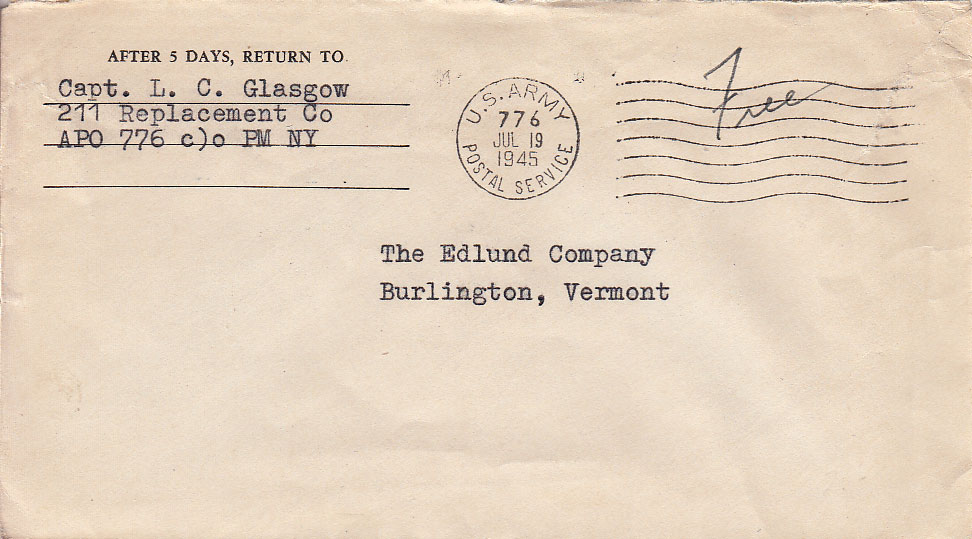 AFTER 5 DAYS, RETURN TO
Capt. L. C. Glasgow
211 Replacement Co
APO 776 c)o PM NY
U.S. ARMY
776
JUL 19
1945
POSTAL SERVICE
Free
The Edlund Company
Burlington, Vermont